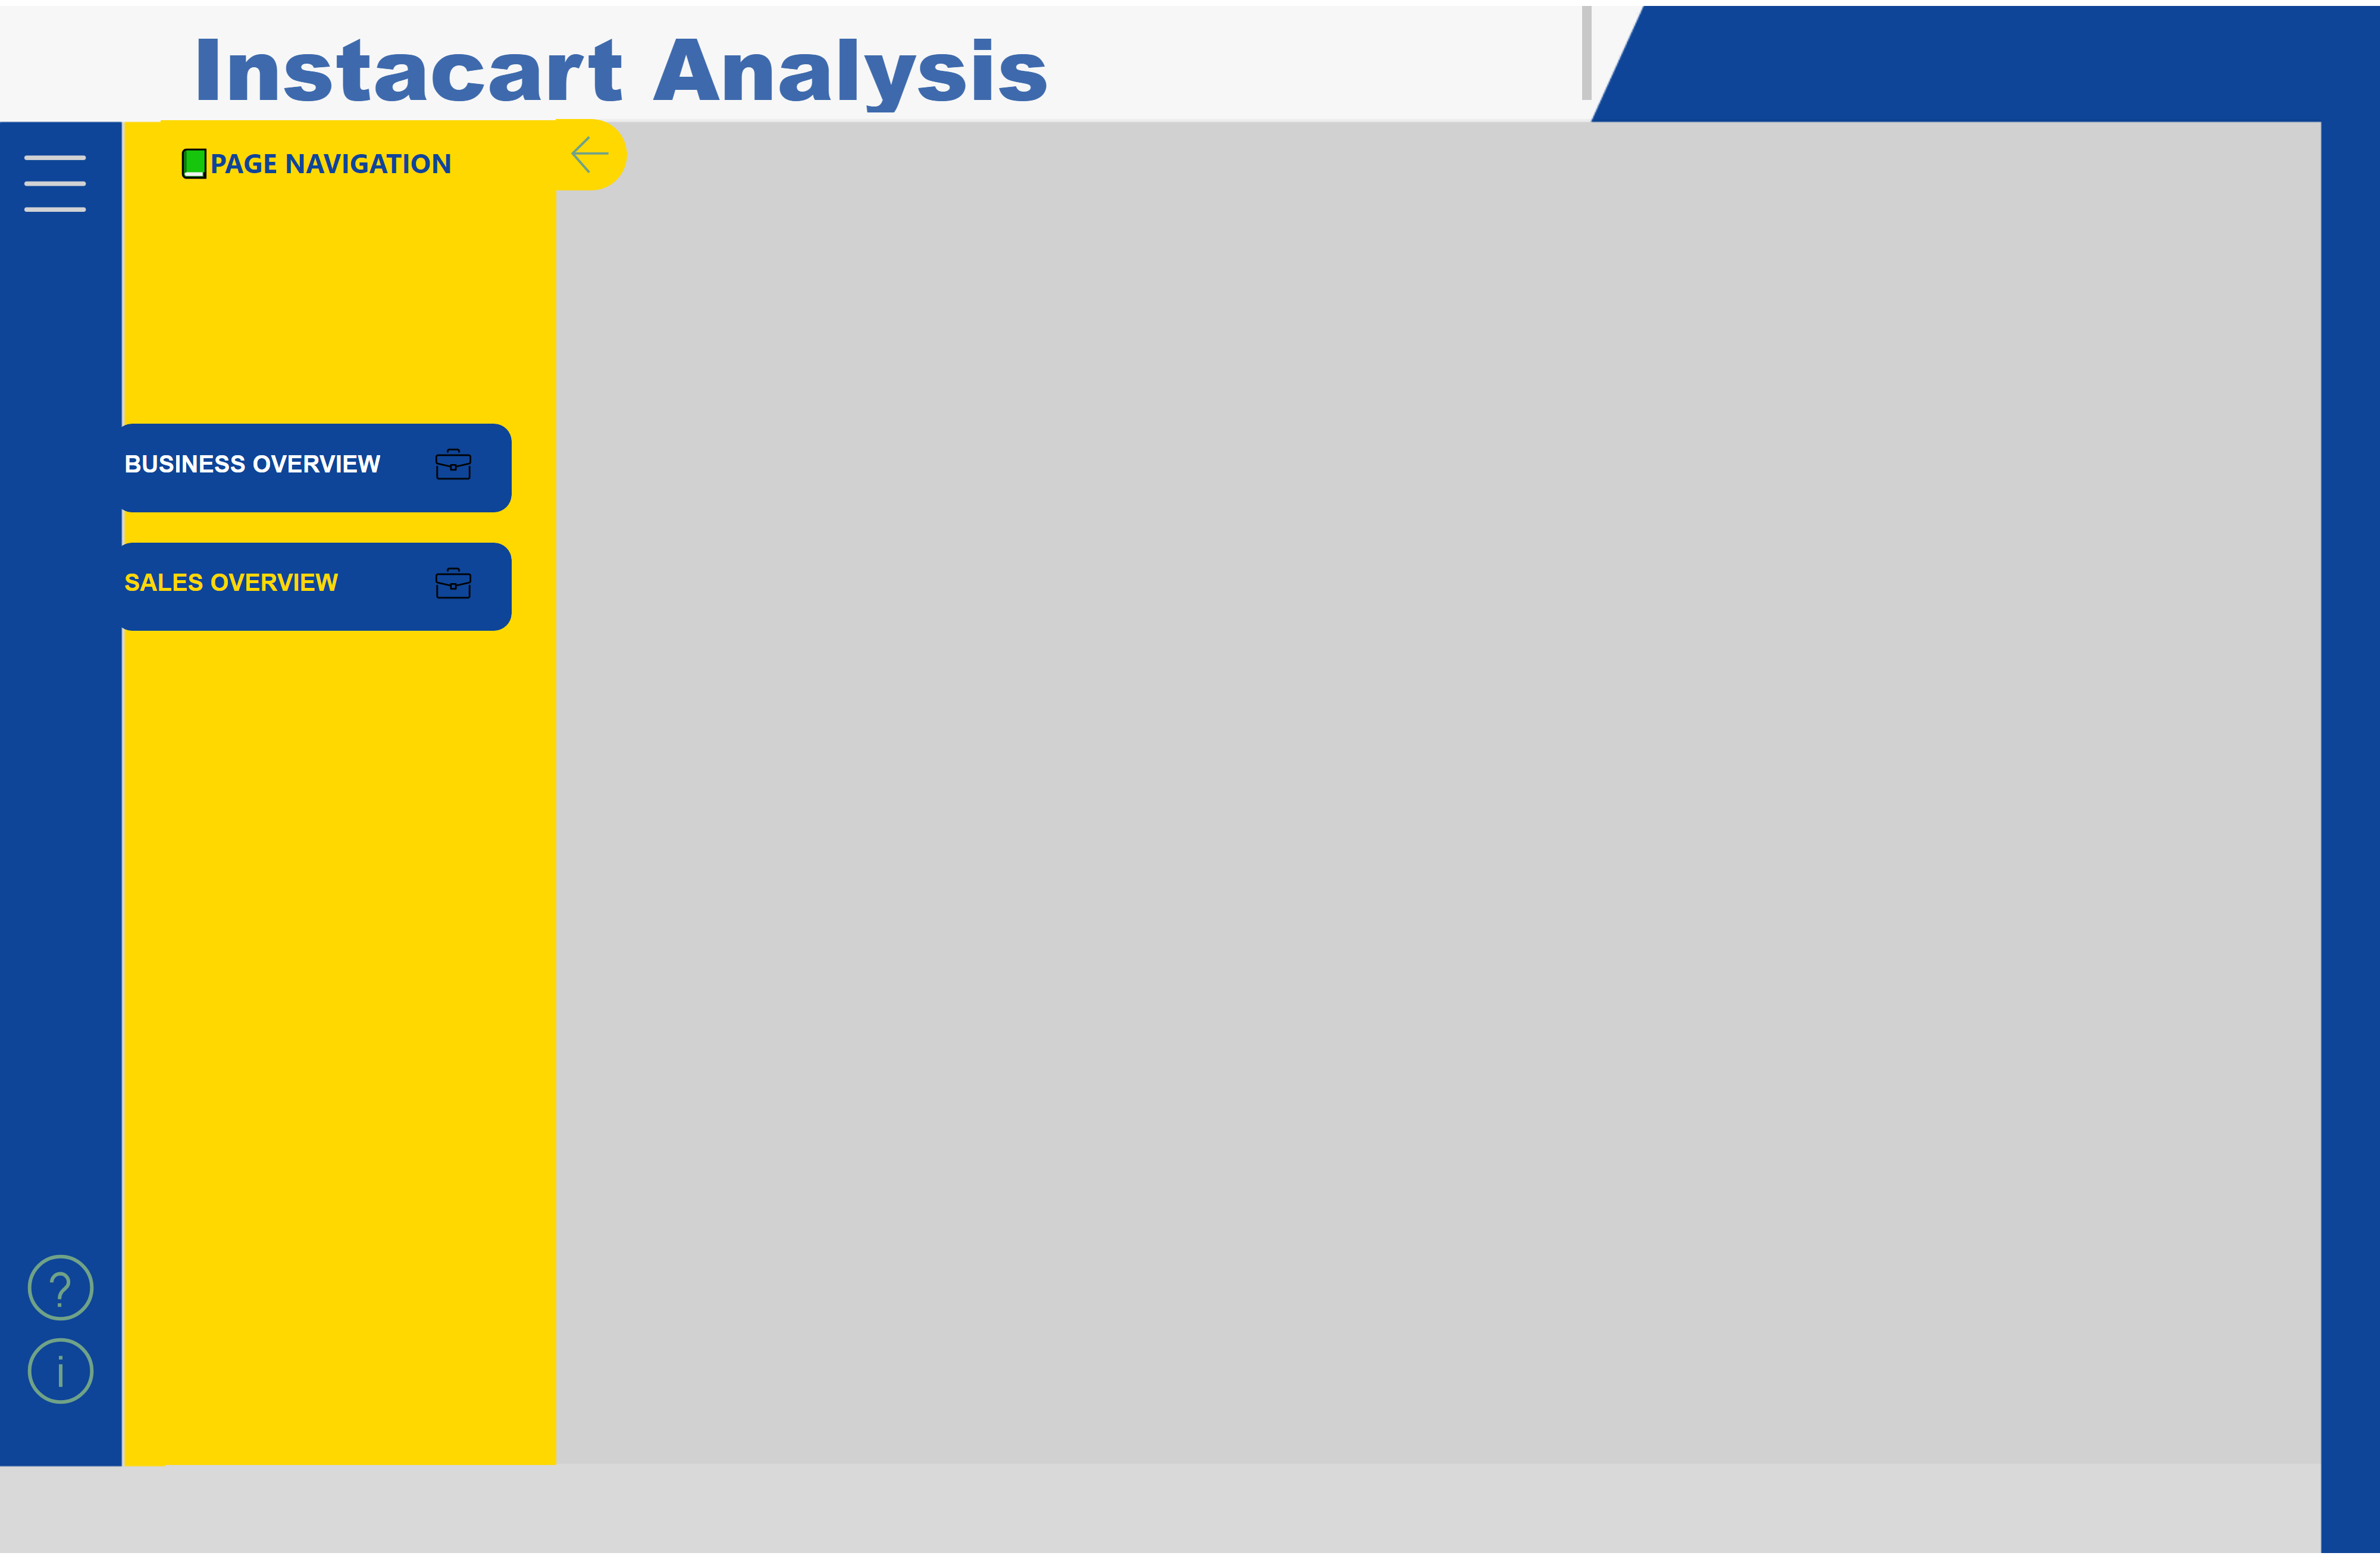 Instacart Analysis
PAGE NAVIGATION
BUSINESS OVERVIEW
SALES OVERVIEW
?
i